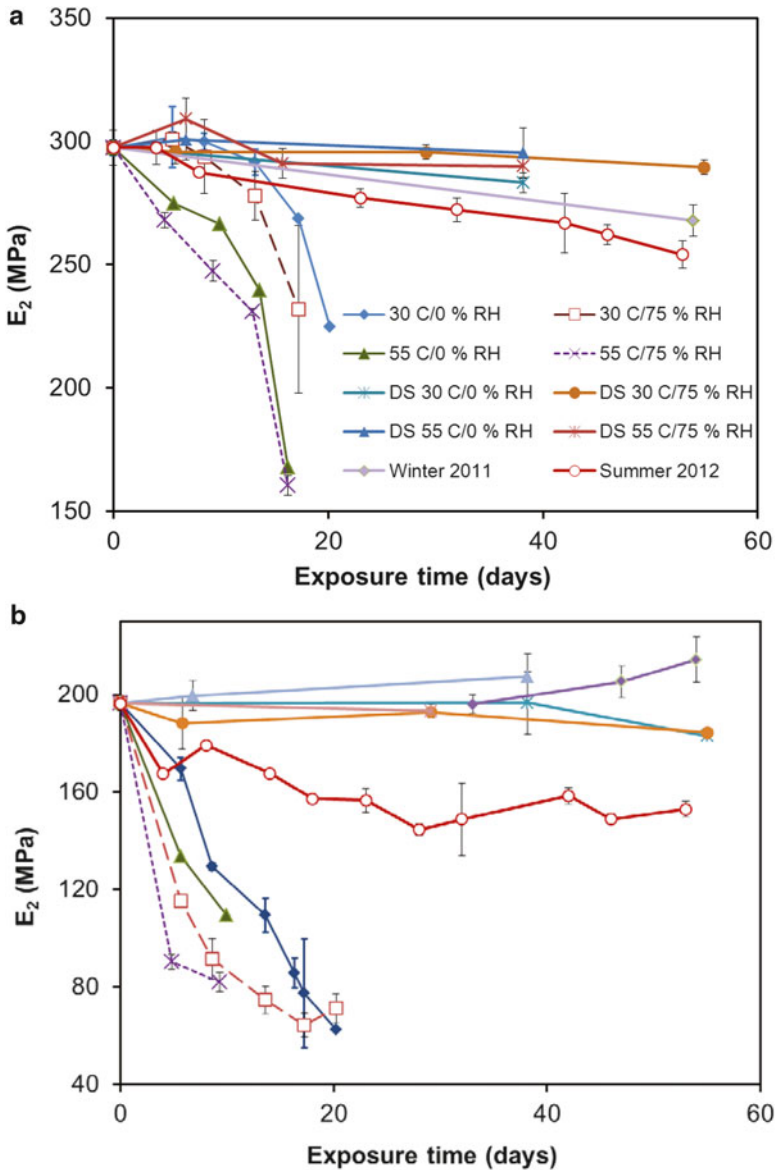 a
350
300
250
200
150
E2 (MPa)
30 C/0 % RH
30 C/75 % RH
55 C/0 % RH
55 C/75 % RH
DS 30 C/0 % RH
DS 30 C/75 % RH
DS 55 C/0 % RH
DS 55 C/75 % RH
Winter 2011
Summer 2012
0
20
40
60
Exposure time (days)
b
200
160
120
80
40
E2 (MPa)
0
20
40
60
Exposure time (days)